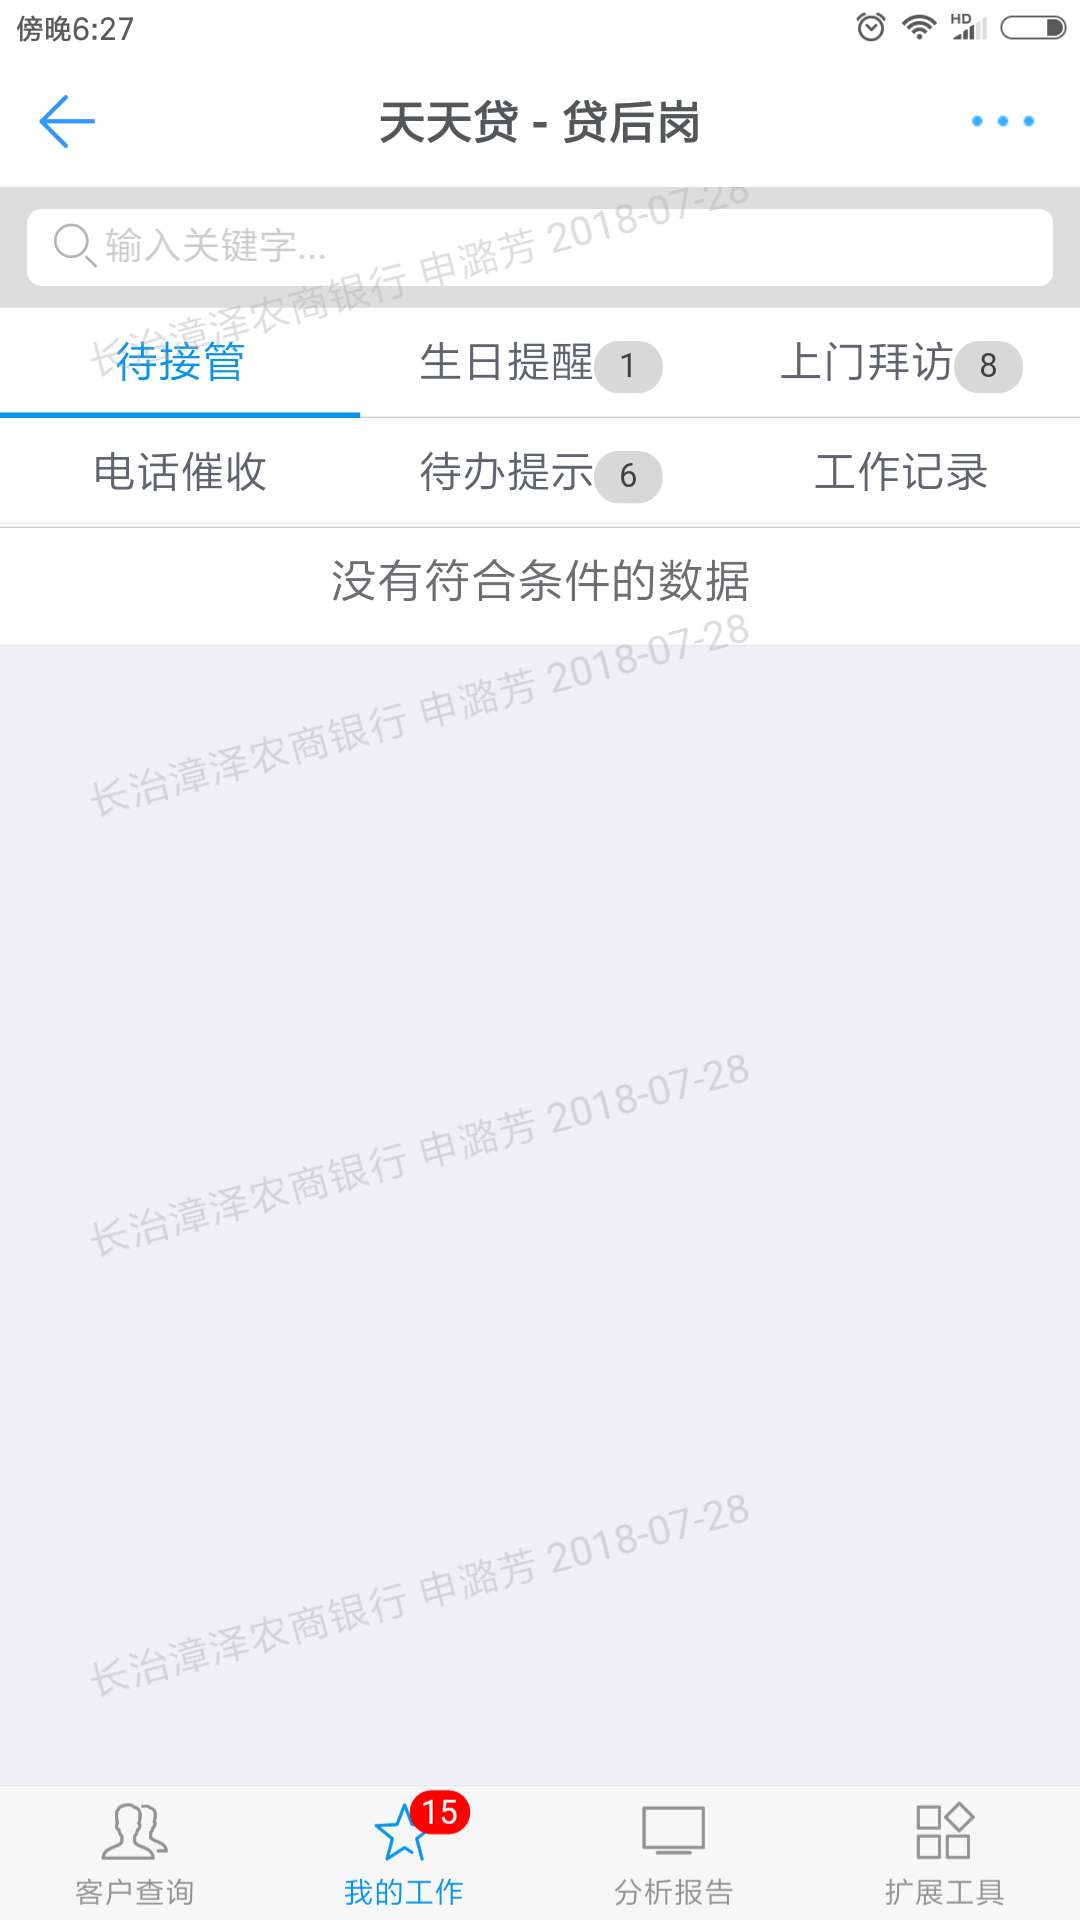 傍晚6:27
HD
天天贷 - 贷后岗
输入关键字...
长治漳泽农商银行 申潞芳 2018-07-28
待接管
生日提醒 1
上门拜访 8
电话催收
待办提示 6
工作记录
没有符合条件的数据
长治漳泽农商银行 申潞芳 2018-07-28
长治漳泽农商银行 申潞芳 2018-07-28
长治漳泽农商银行 申潞芳 2018-07-28
15
客户查询
我的工作
分析报告
扩展工具